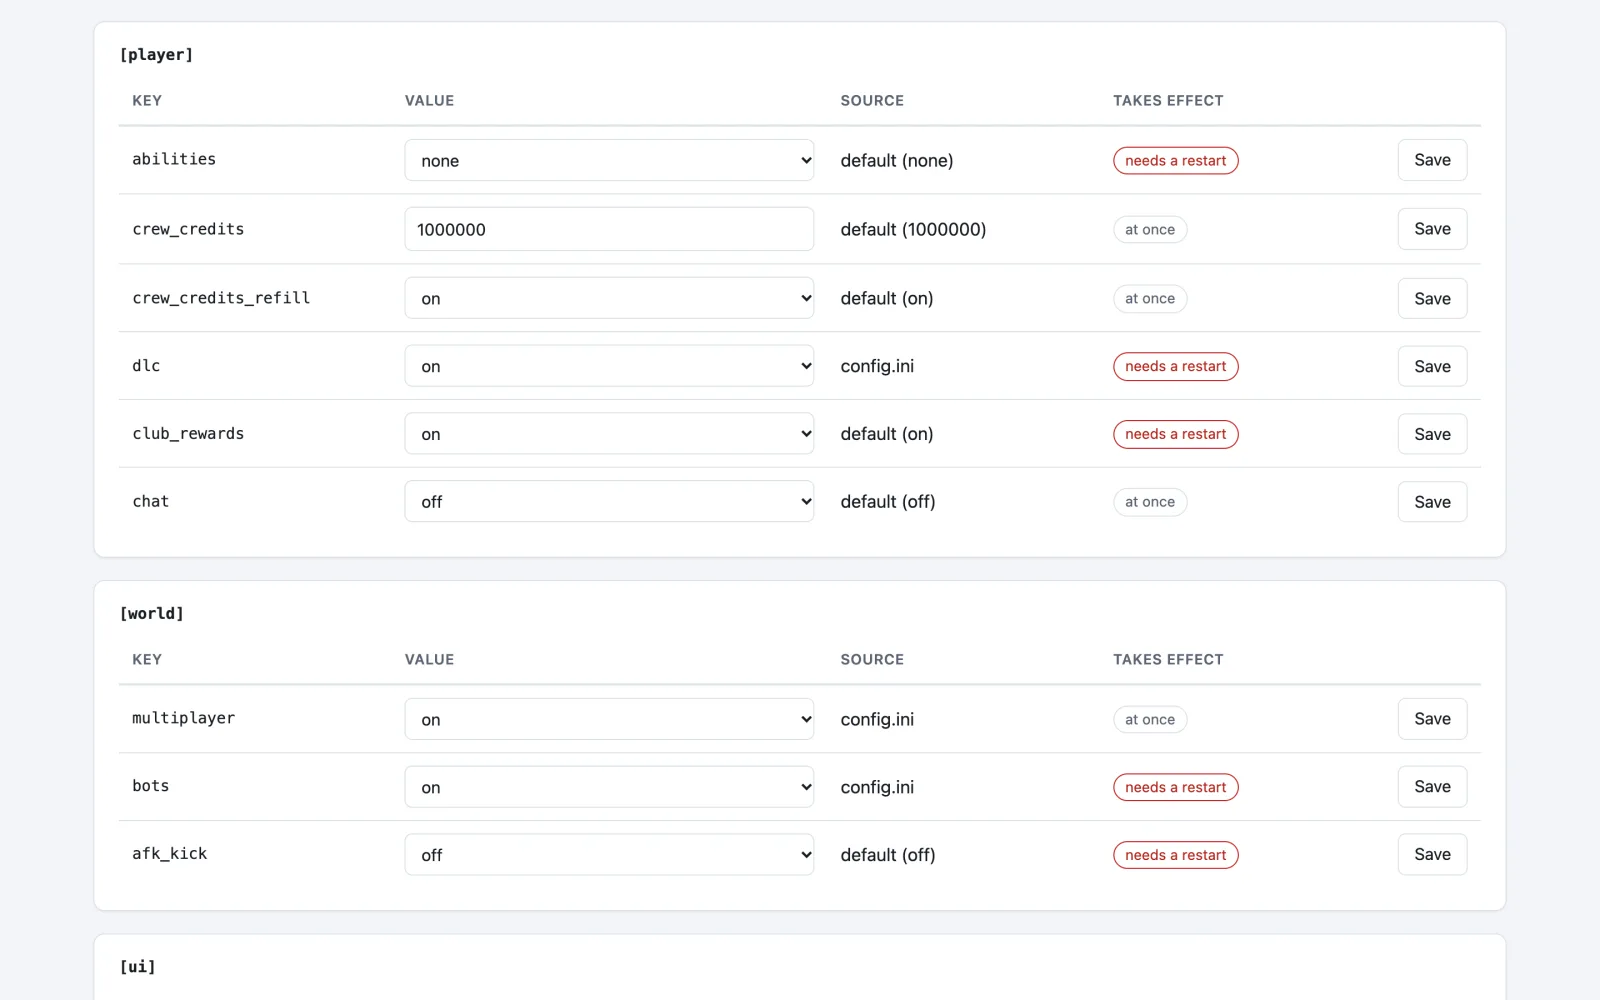 [player]
KEY VALUE SOURCE TAKES EFFECT
abilities none default (none) needs a restart Save
crew_credits 1000000 default (1000000) at once Save
crew_credits_refill on default (on) at once Save
dlc on config.ini needs a restart Save
club_rewards on default (on) needs a restart Save
chat off default (off) at once Save
[world]
KEY VALUE SOURCE TAKES EFFECT
multiplayer on config.ini at once Save
bots on config.ini needs a restart Save
afk_kick off default (off) needs a restart Save
[ui]